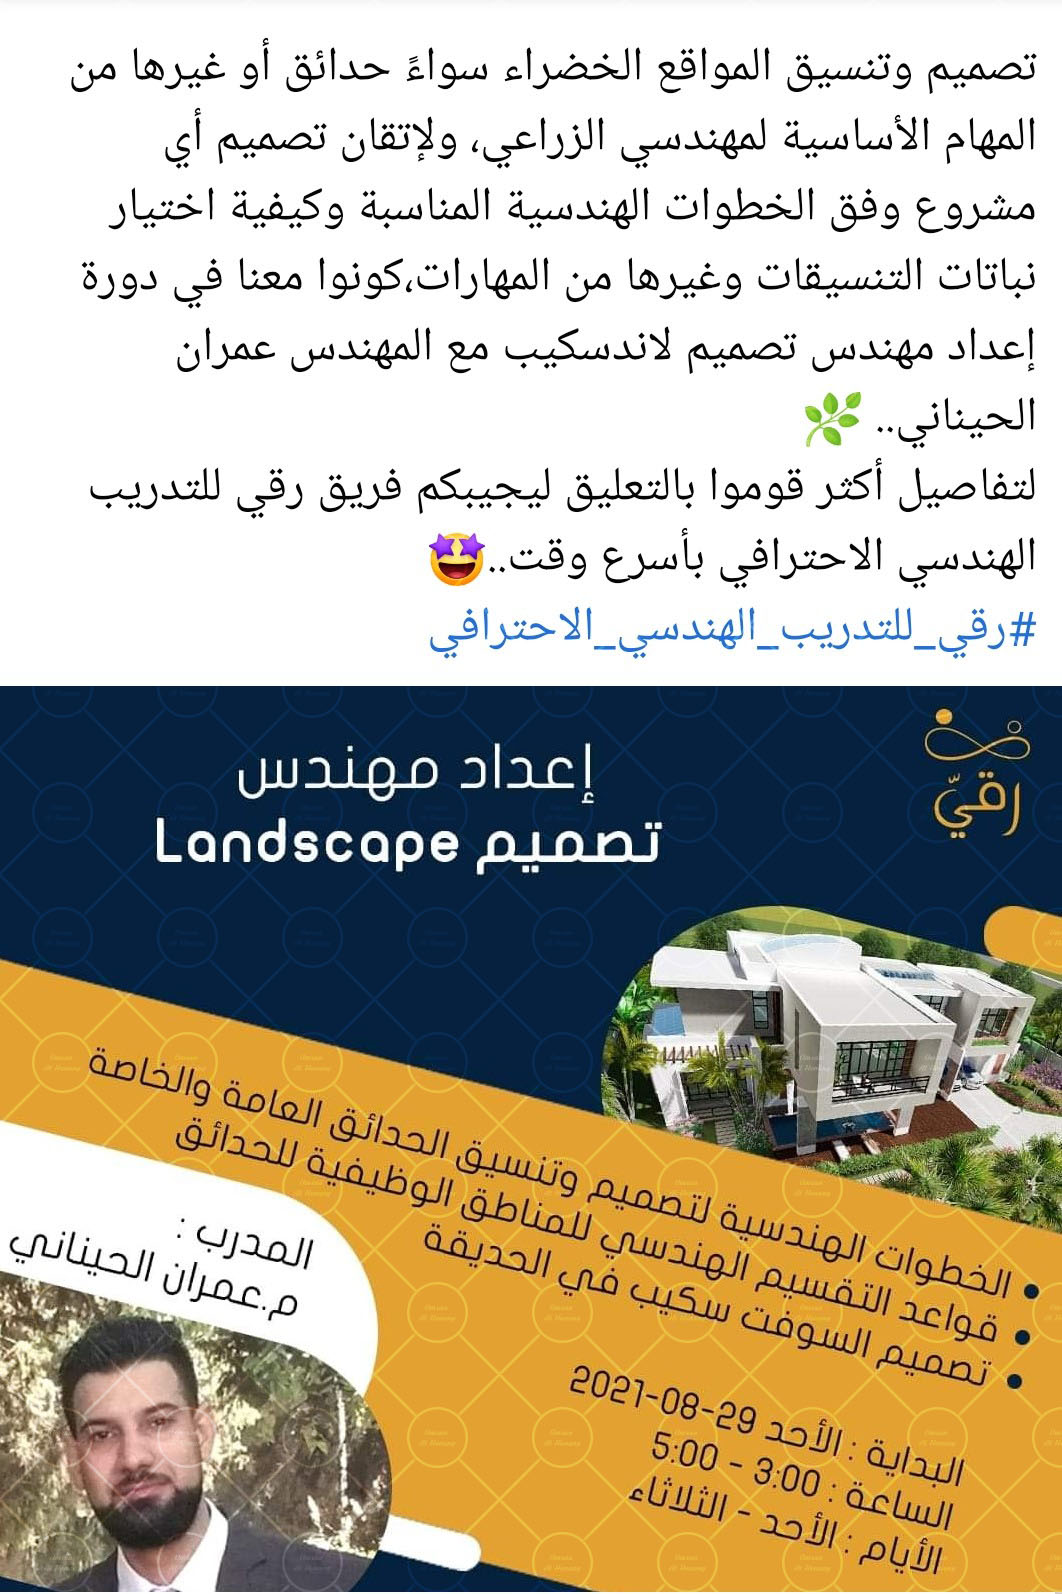 تصميم وتنسيق المواقع الخضراء سواءً حدائق أو غيرها من
المهام الأساسية لمهندسي الزراعي، ولإتقان تصميم أي
مشروع وفق الخطوات الهندسية المناسبة وكيفية اختيار
نباتات التنسيقات وغيرها من المهارات،كونوا معنا في دورة
إعداد مهندس تصميم لاندسكيب مع المهندس عمران
الحيناني.. 🌿
لتفاصيل أكثر قوموا بالتعليق ليجيبكم فريق رقي للتدريب
الهندسي الاحترافي بأسرع وقت..🤩
#رقي_للتدريب_الهندسي_الاحترافي
رقيّ
إعداد مهندس
تصميم Landscape
• الخطوات الهندسية لتصميم وتنسيق الحدائق العامة والخاصة
• قواعد التقسيم الهندسي للمناطق الوظيفية للحدائق
• تصميم السوفت سكيب في الحديقة
المدرب :
م.عمران الحيناني
البداية : الأحد 29-08-2021
الساعة : 3:00 - 5:00
الأيام : الأحد - الثلاثاء